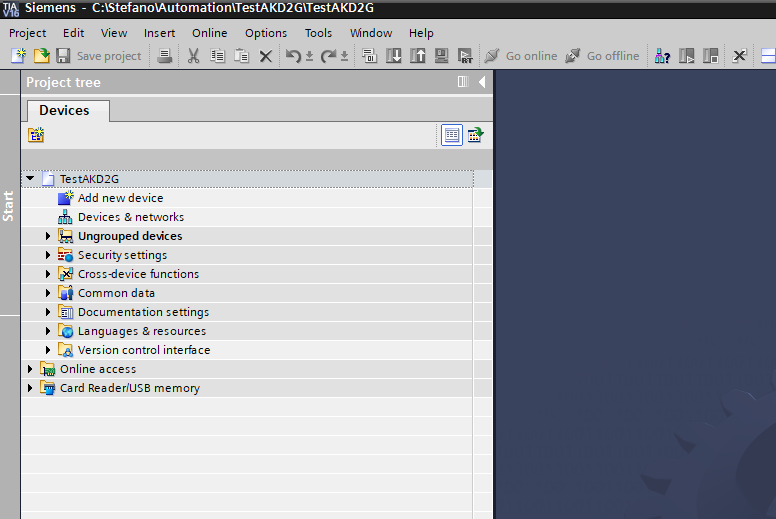 TIA V16 Siemens - C:\Stefano\Automation\TestAKD2G\TestAKD2G
Project Edit View Insert Online Options Tools Window Help
Save project Go online Go offline
Project tree
Devices
Start
TestAKD2G
Add new device
Devices & networks
Ungrouped devices
Security settings
Cross-device functions
Common data
Documentation settings
Languages & resources
Version control interface
Online access
Card Reader/USB memory